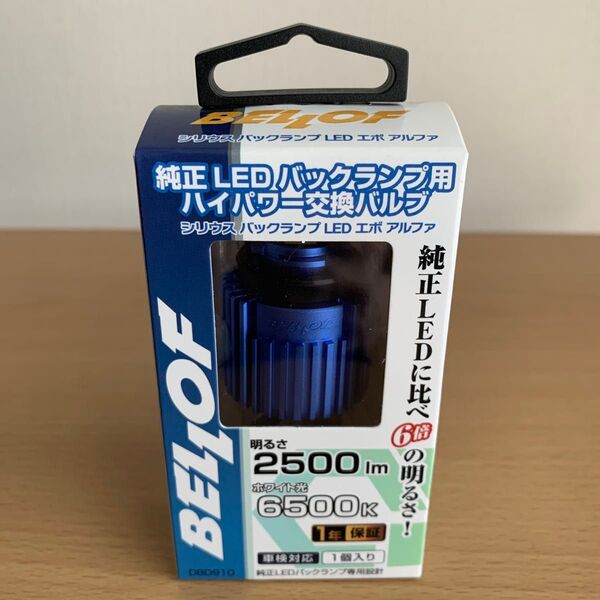 BELLOF
シリウス バックランプ LED エボ アルファ
純正 LED バックランプ用
ハイパワー交換バルブ
シリウス バックランプ LED エボ アルファ
BELLOF
純正LEDに比べ
6倍の明るさ!
BELLOF
明るさ
2500 lm
ホワイト光
6500K
1年 保証
車検対応
1個入り
DBD910
純正LEDバックランプ専用設計